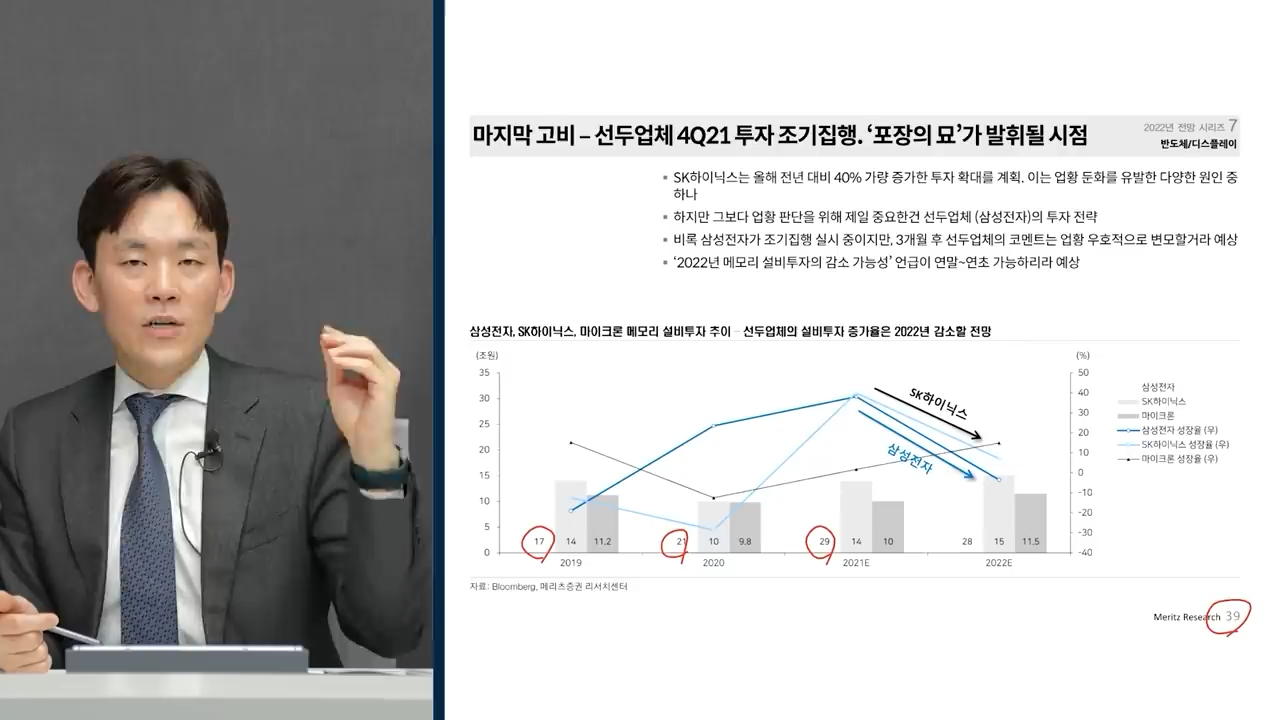 마지막 고비 – 선두업체 4Q21 투자 조기집행. ‘포장의 묘’가 발휘될 시점
2022년 전망 시리즈 7
반도체/디스플레이
▪ SK하이닉스는 올해 전년 대비 40% 가량 증가한 투자 확대를 계획. 이는 업황 둔화를 유발한 다양한 원인 중
하나
▪ 하지만 그보다 업황 판단을 위해 제일 중요한건 선두업체 (삼성전자)의 투자 전략
▪ 비록 삼성전자가 조기집행 실시 중이지만, 3개월 후 선두업체의 코멘트는 업황 우호적으로 변모할거라 예상
▪ ‘2022년 메모리 설비투자의 감소 가능성’ 언급이 연말~연초 가능하리라 예상
삼성전자, SK하이닉스, 마이크론 메모리 설비투자 추이 – 선두업체의 설비투자 증가율은 2022년 감소할 전망
(조원)
(%)
35
30
25
20
15
10
5
0
50
40
30
20
10
0
-10
-20
-30
-40
SK하이닉스
삼성전자
17 14 11.2
21 10 9.8
29 14 10
28 15 11.5
2019 2020 2021E 2022E
삼성전자
SK하이닉스
마이크론
삼성전자 성장율 (우)
SK하이닉스 성장율 (우)
마이크론 성장율 (우)
자료: Bloomberg, 메리츠증권 리서치센터
Meritz Research 39